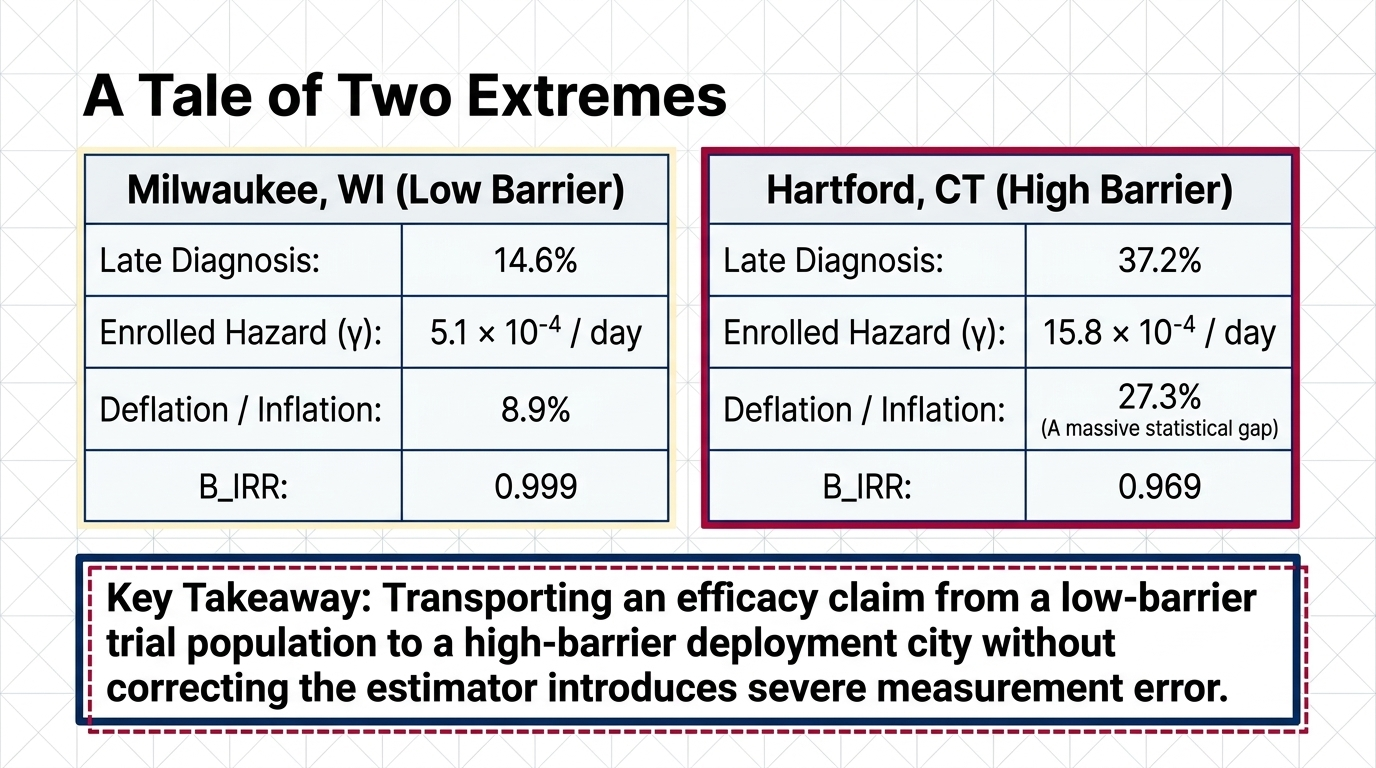 A Tale of Two Extremes
Milwaukee, WI (Low Barrier)
Late Diagnosis: 14.6%
Enrolled Hazard (γ): 5.1 × 10⁻⁴ / day
Deflation / Inflation: 8.9%
B_IRR: 0.999
Hartford, CT (High Barrier)
Late Diagnosis: 37.2%
Enrolled Hazard (γ): 15.8 × 10⁻⁴ / day
Deflation / Inflation: 27.3%
(A massive statistical gap)
B_IRR: 0.969
Key Takeaway: Transporting an efficacy claim from a low-barrier
trial population to a high-barrier deployment city without
correcting the estimator introduces severe measurement error.